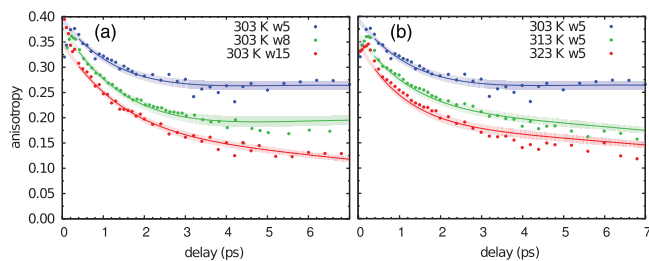 (a)
303 K w5
303 K w8
303 K w15
(b)
303 K w5
313 K w5
323 K w5
anisotropy
0.40
0.35
0.30
0.25
0.20
0.15
0.10
0.05
0.00
0 1 2 3 4 5 6
0 1 2 3 4 5 6 7
delay (ps)
delay (ps)